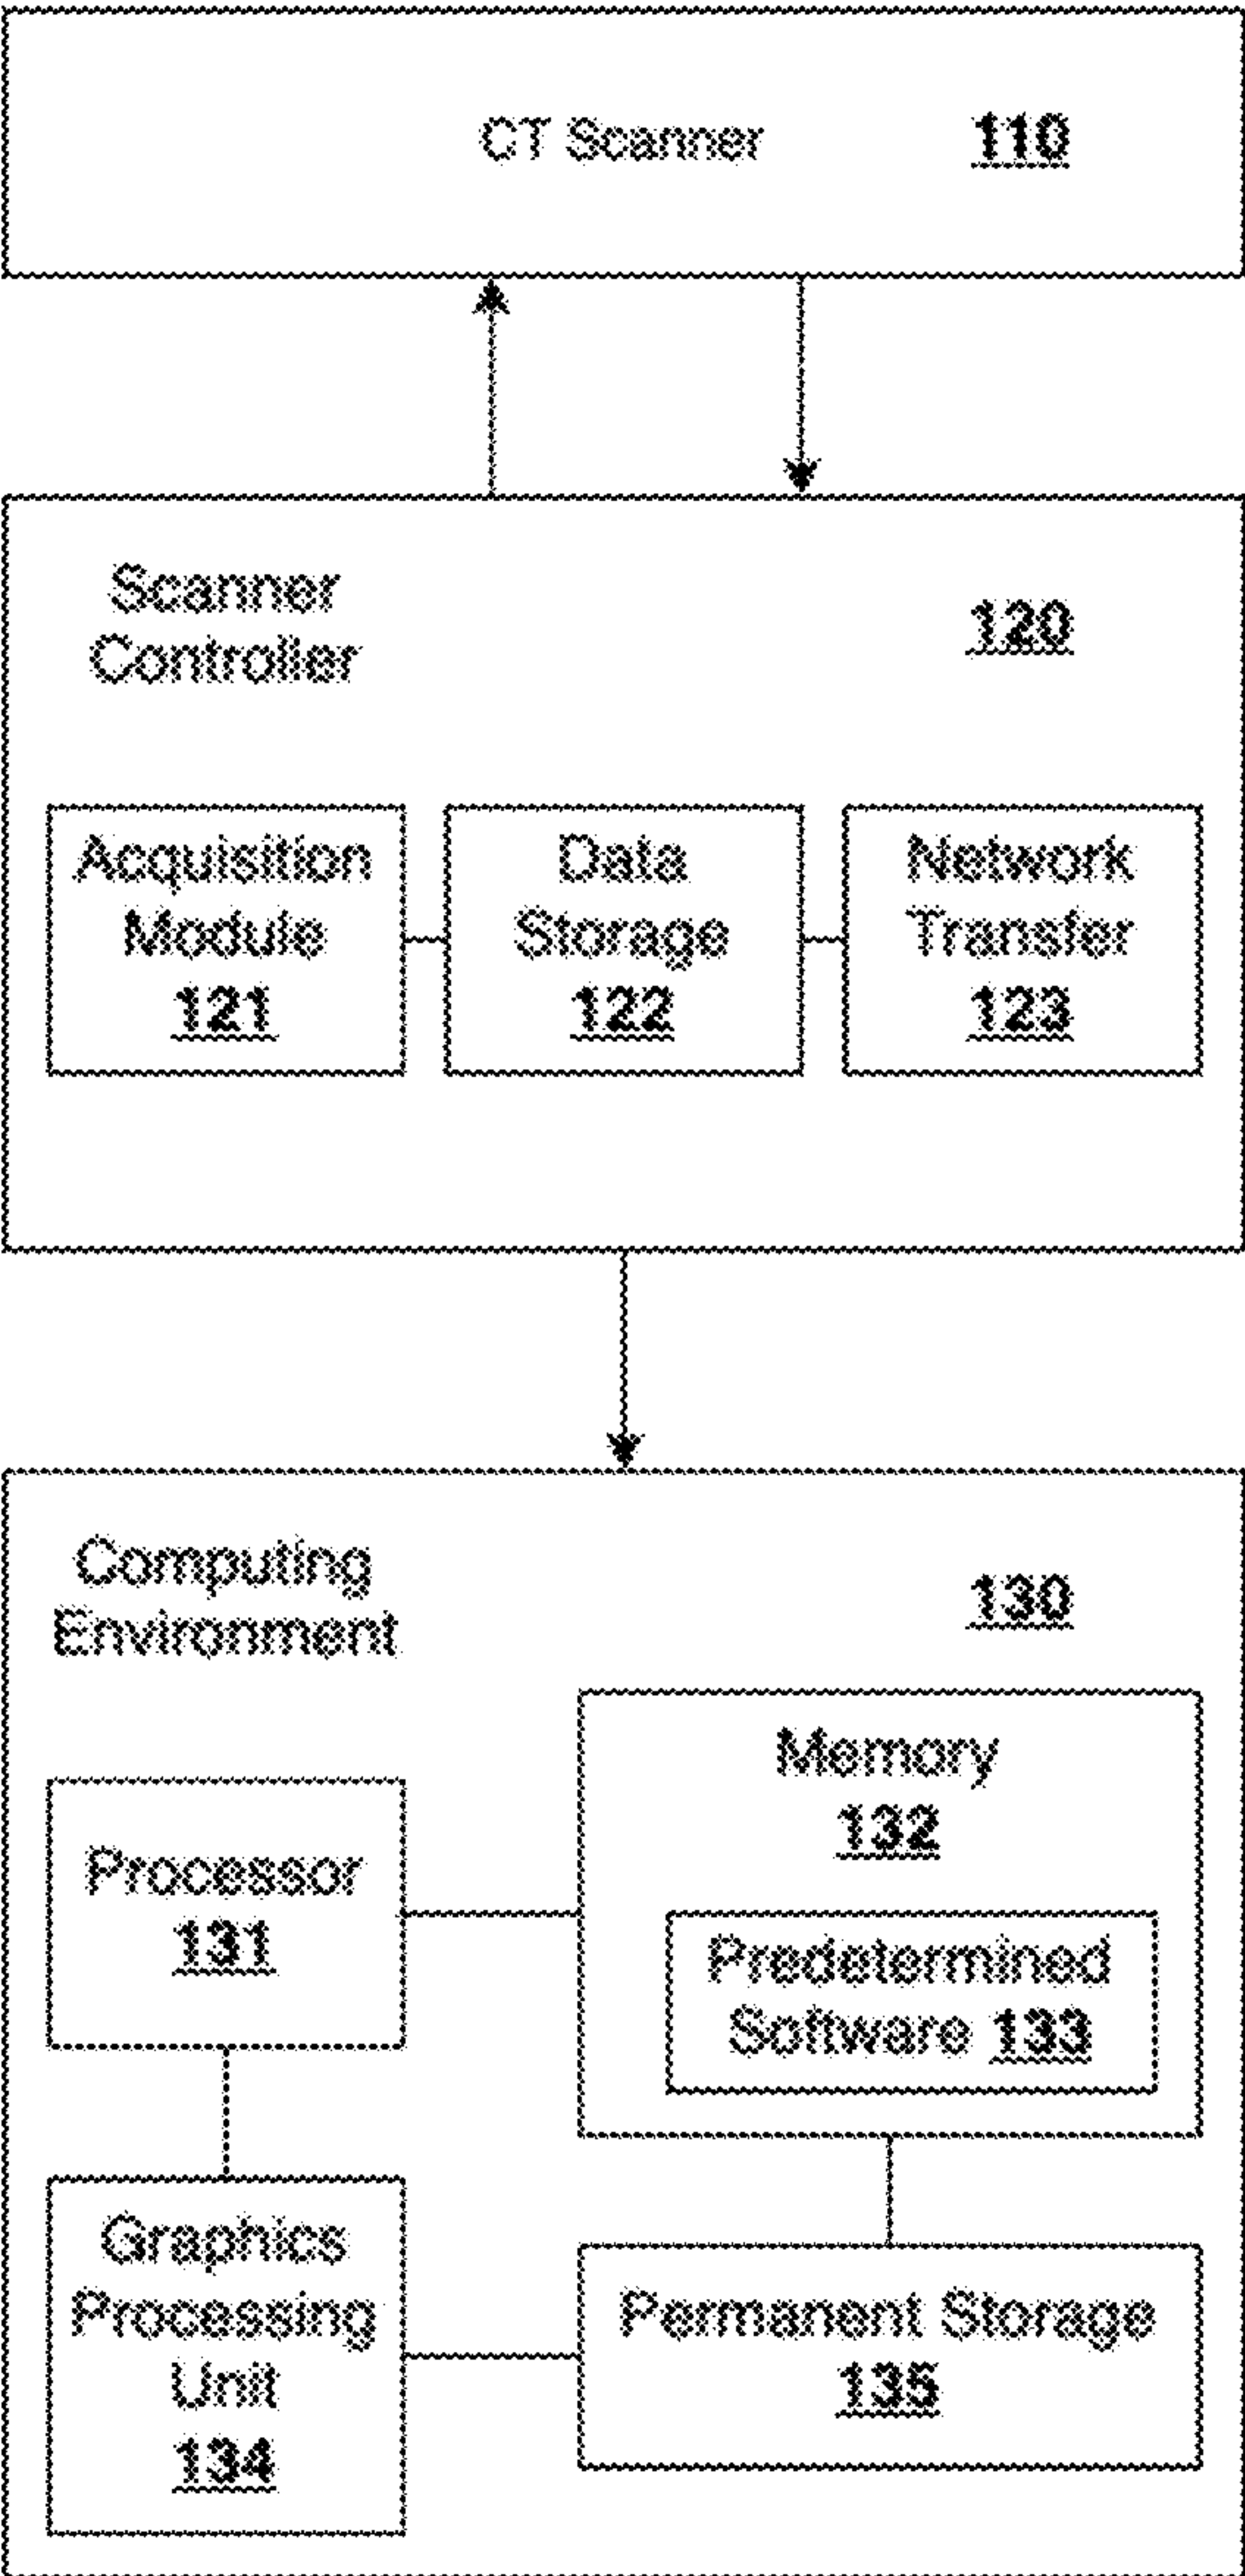 CT Scanner 110
Scanner
Controller
120
Acquisition
Module
121
Data
Storage
122
Network
Transfer
123
Computing
Environment
130
Memory
132
Processor
131
Predetermined
Software 133
Graphics
Processing
Unit
134
Permanent Storage
135